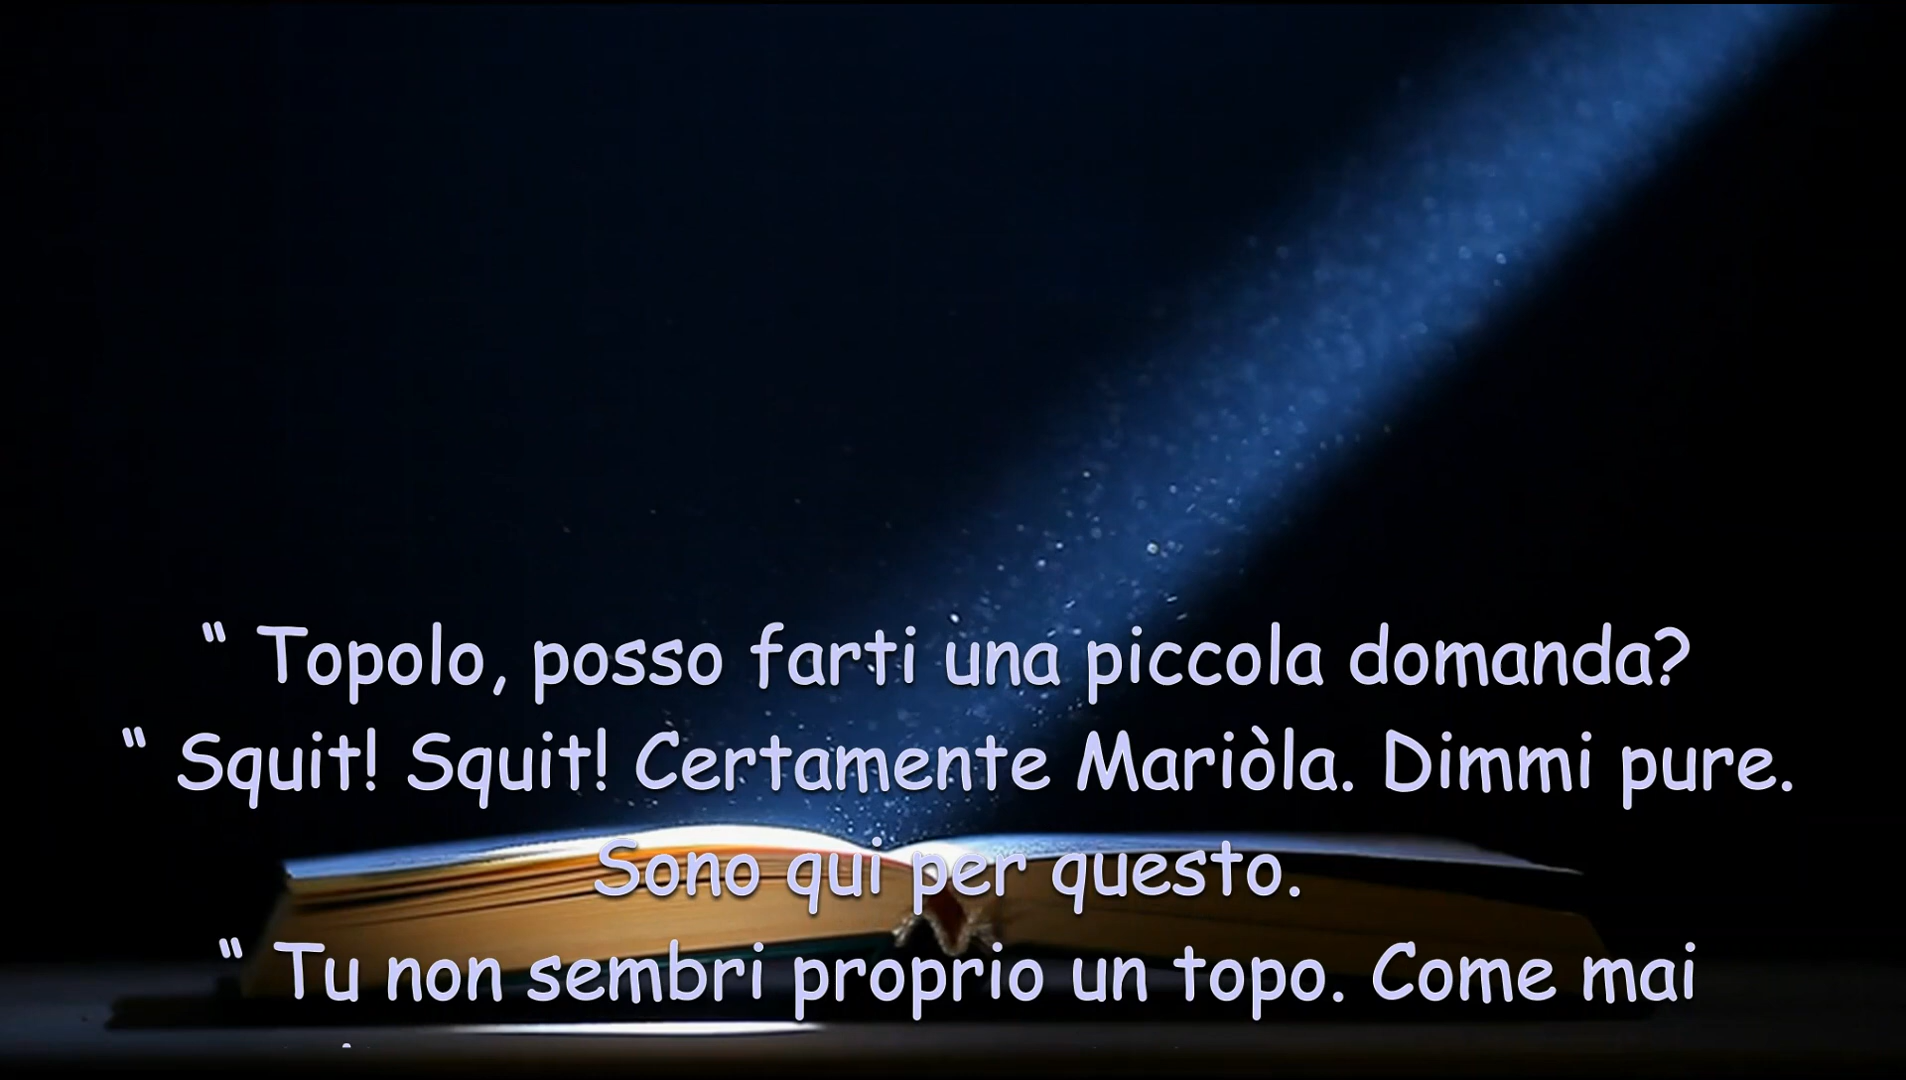 “ Topolo, posso farti una piccola domanda?
“ Squit! Squit! Certamente Mariòla. Dimmi pure.
Sono qui per questo.
“ Tu non sembri proprio un topo. Come mai